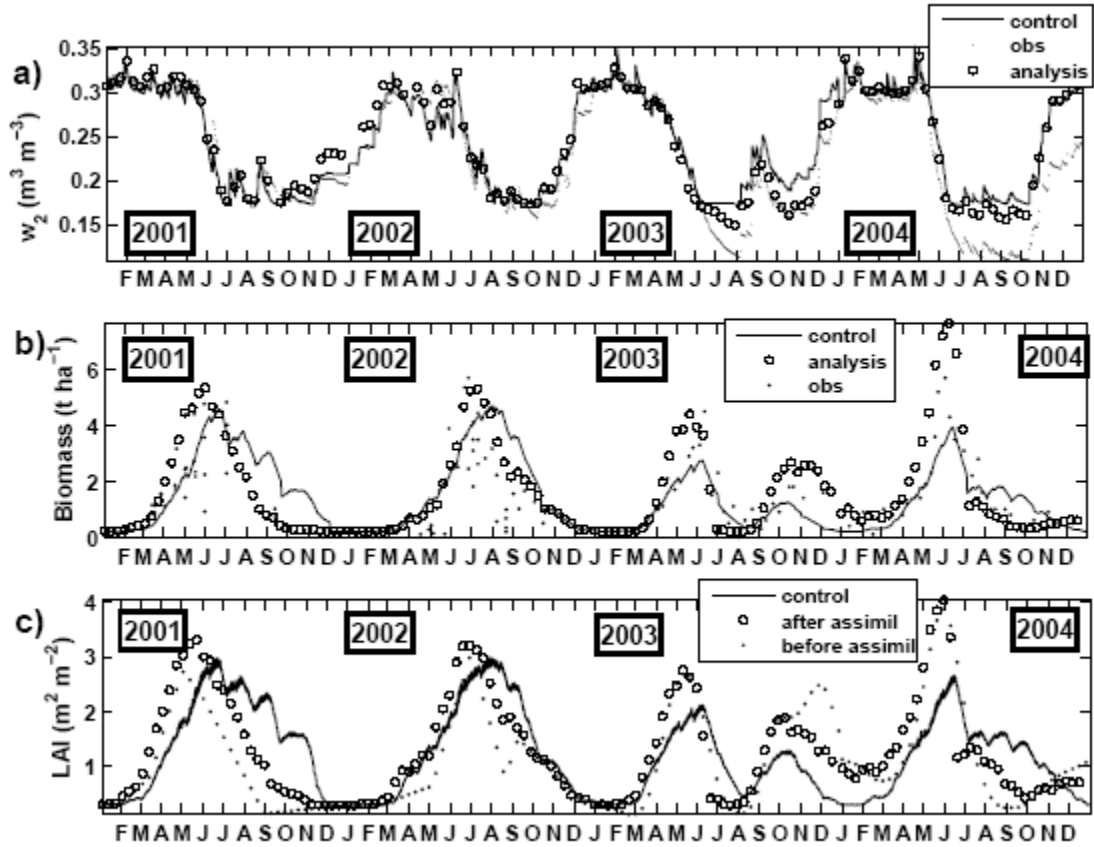 a)
control
obs
analysis
0.35
0.3
0.25
0.2
0.15
w2 (m³ m⁻³)
2001
2002
2003
2004
F M A M J J A S O N D J F M A M J J A S O N D J F M A M J J A S O N D J F M A M J J A S O N D
b)
control
analysis
obs
6
4
2
0
Biomass (t ha⁻¹)
2001
2002
2003
2004
F M A M J J A S O N D J F M A M J J A S O N D J F M A M J J A S O N D J F M A M J J A S O N D
c)
control
after assimil
before assimil
4
3
2
1
LAI (m² m⁻²)
2001
2002
2003
2004
F M A M J J A S O N D J F M A M J J A S O N D J F M A M J J A S O N D J F M A M J J A S O N D